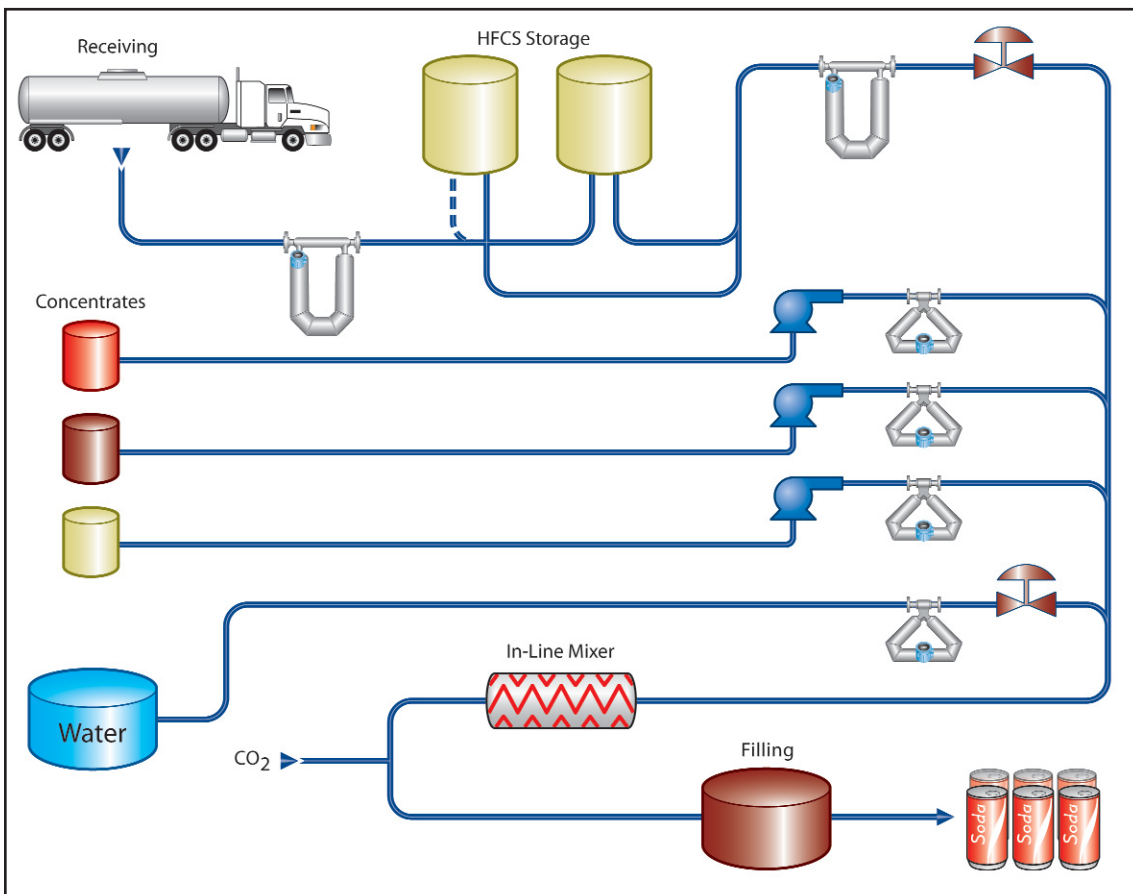 Receiving
HFCS Storage
Concentrates
In-Line Mixer
Water
CO₂
Filling
Soda
Soda
Soda